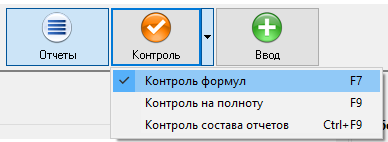 Отчеты Контроль Ввод
Контроль формул F7
Контроль на полноту F9
Контроль состава отчетов Ctrl+F9